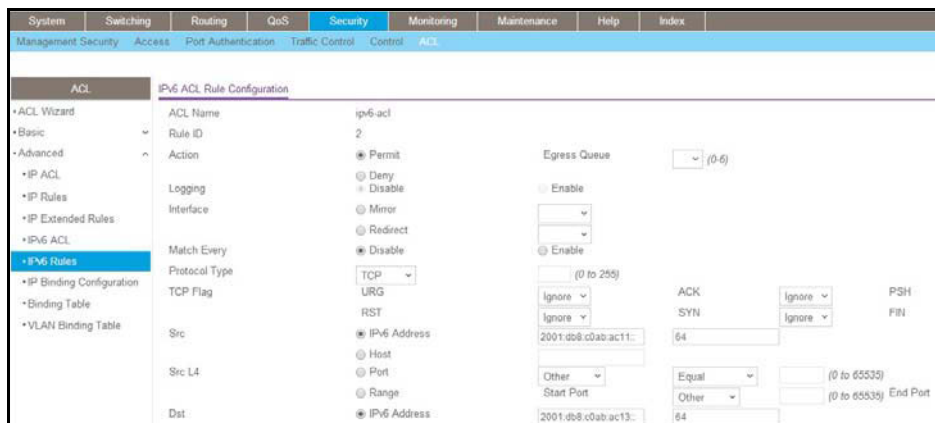 System Switching Routing QoS Security Monitoring Maintenance Help Index
Management Security Access Port Authentication Traffic Control Control ACL
ACL
IPv6 ACL Rule Configuration
ACL Wizard
Basic
Advanced
IP ACL
IP Rules
IP Extended Rules
IPv6 ACL
IPv6 Rules
IP Binding Configuration
Binding Table
VLAN Binding Table
ACL Name ipv6-acl
Rule ID 2
Action Permit Egress Queue (0-6)
Deny
Logging Disable Enable
Interface Mirror
Redirect
Match Every Disable Enable
Protocol Type TCP (0 to 255)
TCP Flag URG Ignore ACK Ignore PSH
RST Ignore SYN Ignore FIN
Src IPv6 Address 2001:db8:c0ab:ac11:: 64
Host
Src L4 Port Other Equal (0 to 65535)
Range Start Port Other (0 to 65535) End Port
Dst IPv6 Address 2001:db8:c0ab:ac13:: 64